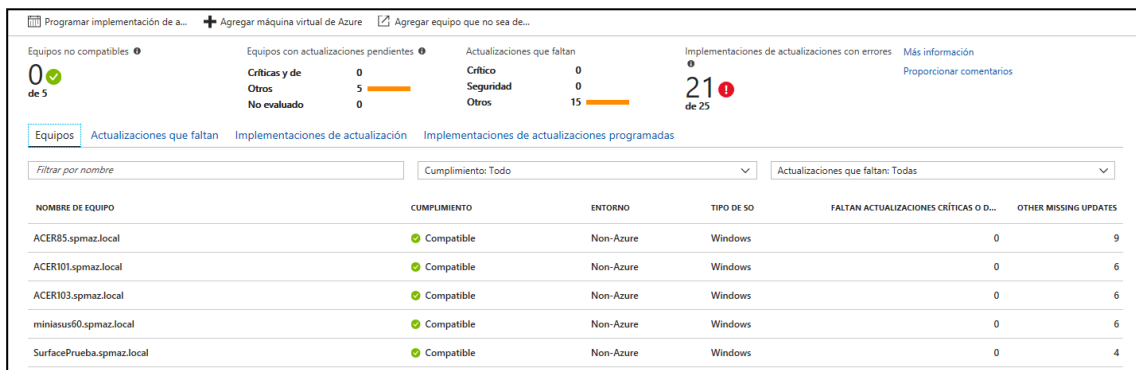 Programar implementación de a... Agregar máquina virtual de Azure Agregar equipo que no sea de...
Equipos no compatibles
0
de 5
Equipos con actualizaciones pendientes
Críticas y de 0
Otros 5
No evaluado 0
Actualizaciones que faltan
Crítico 0
Seguridad 0
Otros 15
Implementaciones de actualizaciones con errores
21
de 25
Más información
Proporcionar comentarios
Equipos Actualizaciones que faltan Implementaciones de actualización Implementaciones de actualizaciones programadas
Filtrar por nombre Cumplimiento: Todo Actualizaciones que faltan: Todas
NOMBRE DE EQUIPO CUMPLIMIENTO ENTORNO TIPO DE SO FALTAN ACTUALIZACIONES CRÍTICAS O D... OTHER MISSING UPDATES
ACER85.spmaz.local Compatible Non-Azure Windows 0 9
ACER101.spmaz.local Compatible Non-Azure Windows 0 6
ACER103.spmaz.local Compatible Non-Azure Windows 0 6
miniasus60.spmaz.local Compatible Non-Azure Windows 0 6
SurfacePrueba.spmaz.local Compatible Non-Azure Windows 0 4